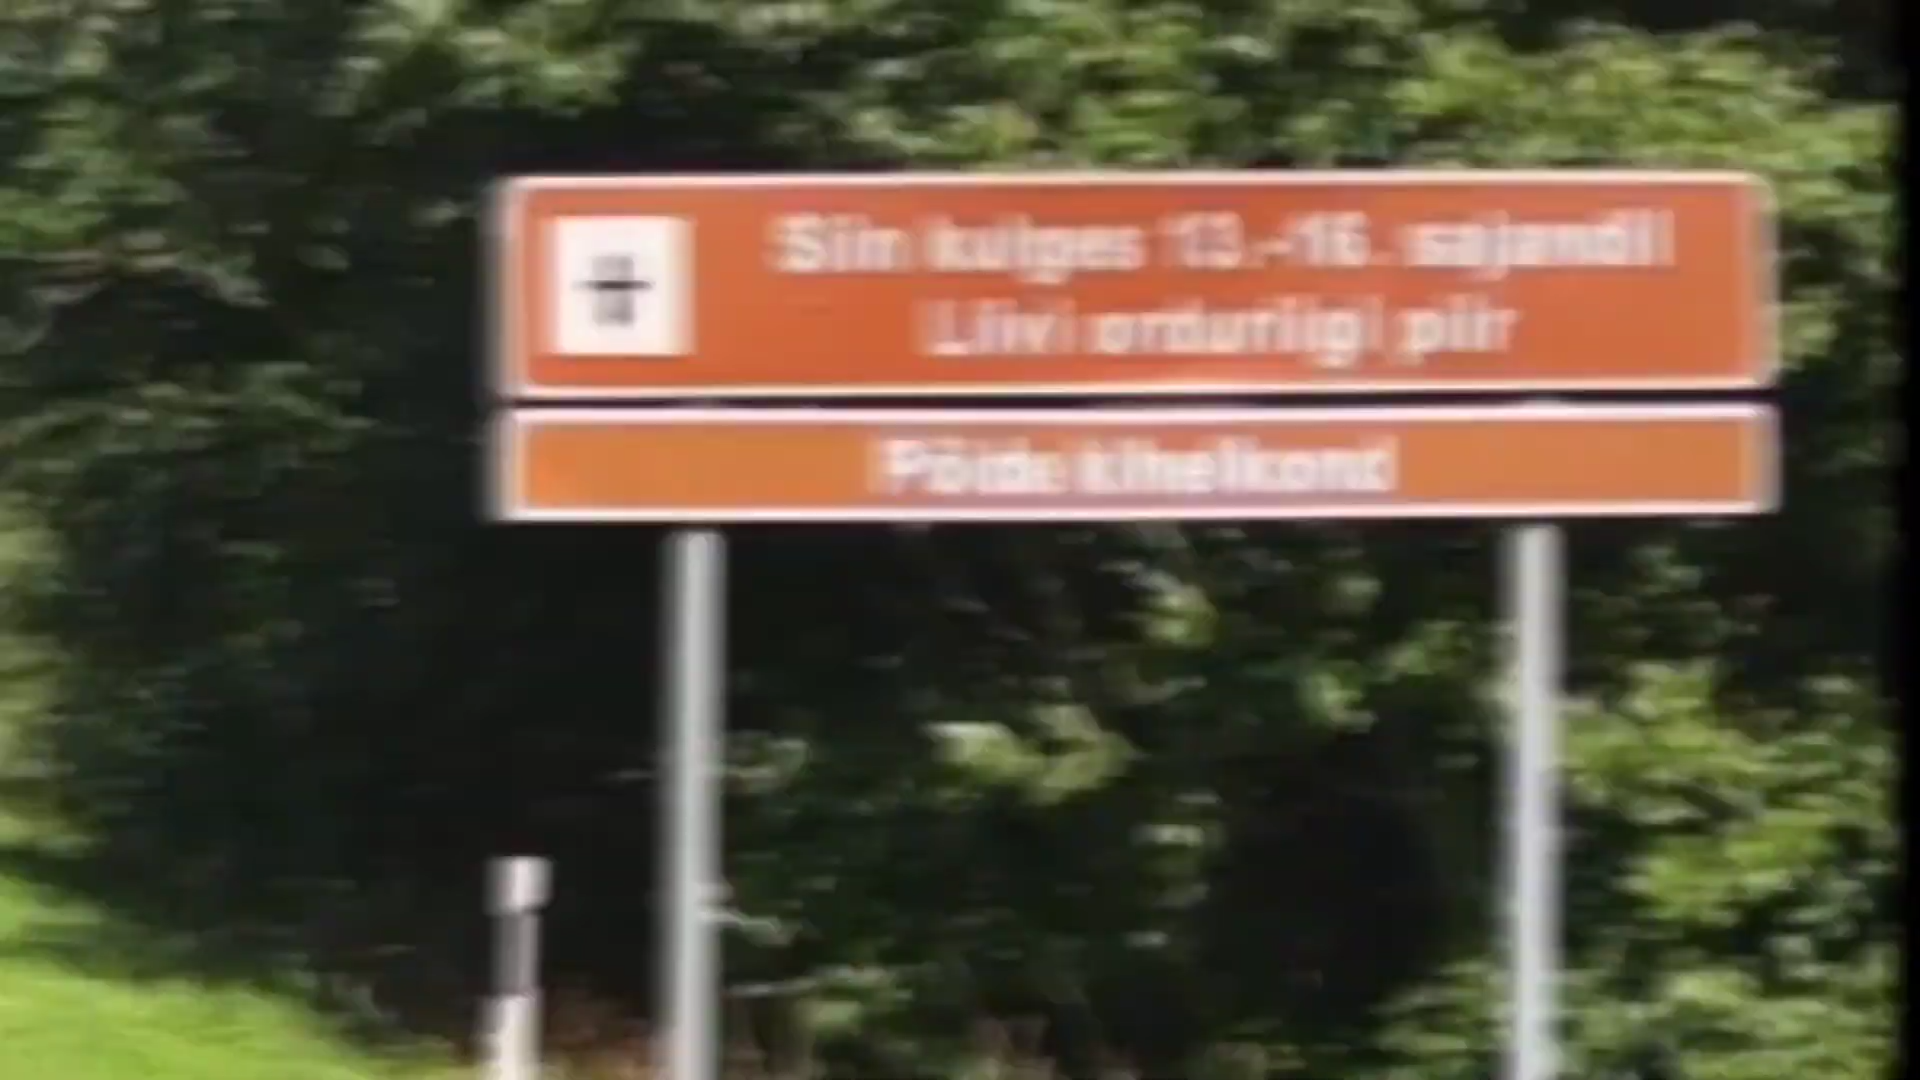 Siin kulges 13.-16. sajandil
Liivi orduriigi piir
Pöide kihelkond